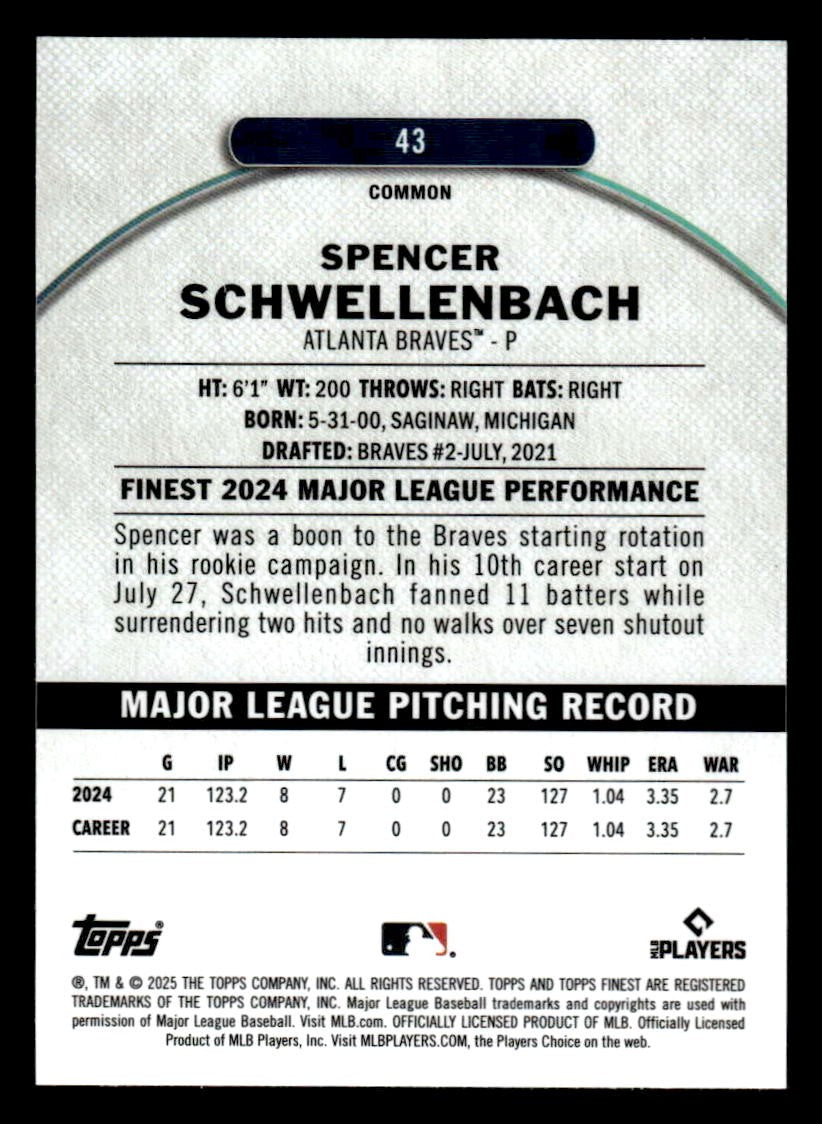 43
COMMON
SPENCER
SCHWELLENBACH
ATLANTA BRAVES™ - P
HT: 6'1" WT: 200 THROWS: RIGHT BATS: RIGHT
BORN: 5-31-00, SAGINAW, MICHIGAN
DRAFTED: BRAVES #2-JULY, 2021
FINEST 2024 MAJOR LEAGUE PERFORMANCE
Spencer was a boon to the Braves starting rotation
in his rookie campaign. In his 10th career start on
July 27, Schwellenbach fanned 11 batters while
surrendering two hits and no walks over seven shutout
innings.
MAJOR LEAGUE PITCHING RECORD
G IP W L CG SHO BB SO WHIP ERA WAR
2024 21 123.2 8 7 0 0 23 127 1.04 3.35 2.7
CAREER 21 123.2 8 7 0 0 23 127 1.04 3.35 2.7
Topps® MLB PLAYERS
®, TM & © 2025 THE TOPPS COMPANY, INC. ALL RIGHTS RESERVED. TOPPS AND TOPPS FINEST ARE REGISTERED
TRADEMARKS OF THE TOPPS COMPANY, INC. Major League Baseball trademarks and copyrights are used with
permission of Major League Baseball. Visit MLB.com. OFFICIALLY LICENSED PRODUCT OF MLB. Officially Licensed
Product of MLB Players, Inc. Visit MLBPLAYERS.COM, the Players Choice on the web.